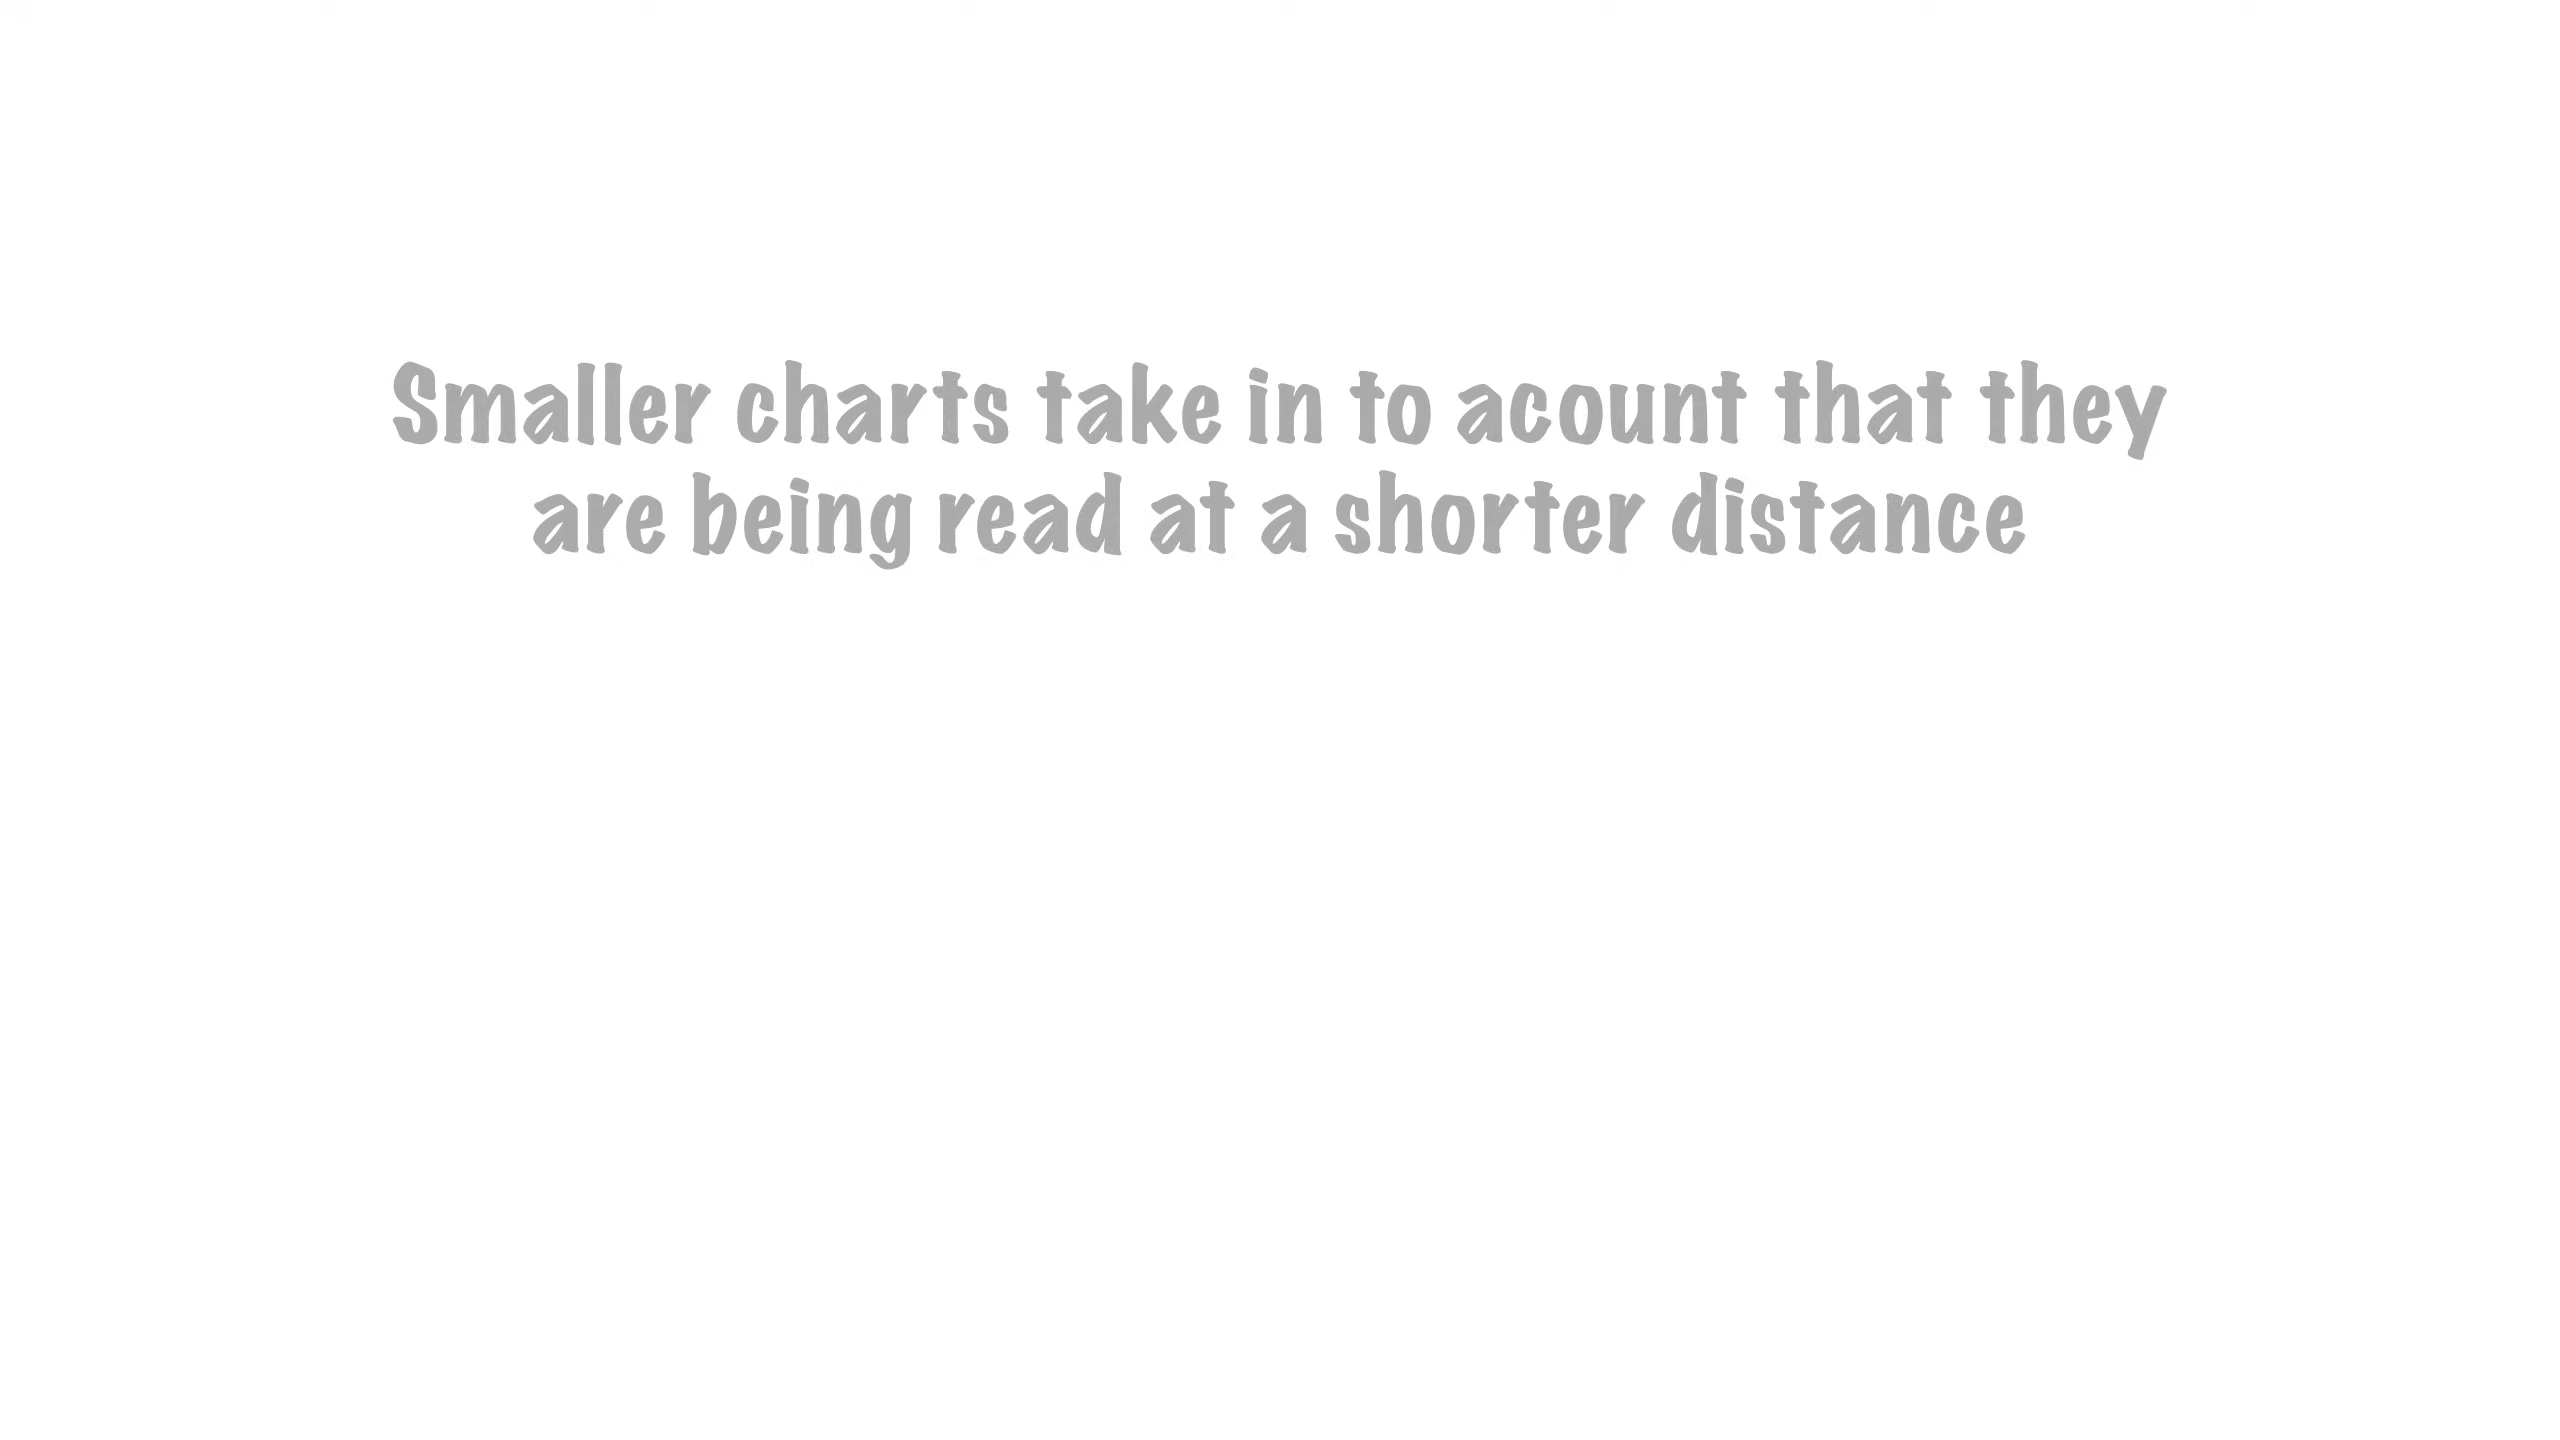 Smaller charts take in to acount that they
are being read at a shorter distance